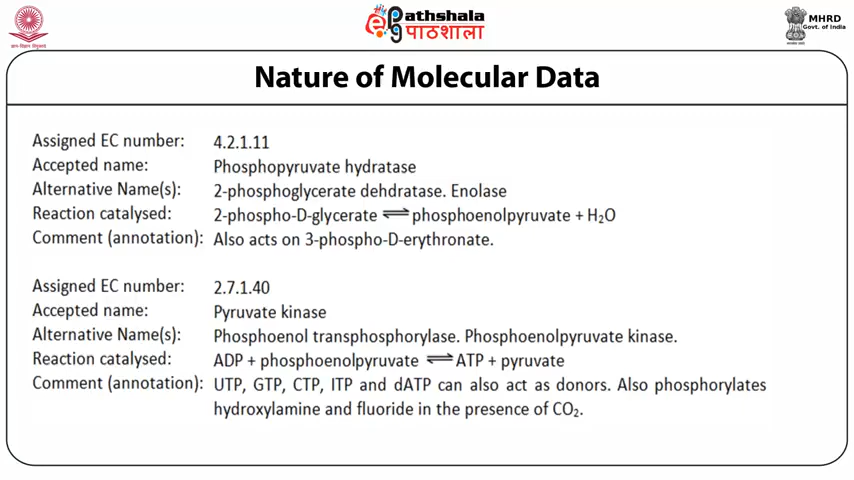 ePathshala
पाठशाला
MHRD
Govt. of India
Nature of Molecular Data
Assigned EC number: 4.2.1.11
Accepted name: Phosphopyruvate hydratase
Alternative Name(s): 2-phosphoglycerate dehdratase. Enolase
Reaction catalysed: 2-phospho-D-glycerate ⇌ phosphoenolpyruvate + H₂O
Comment (annotation): Also acts on 3-phospho-D-erythronate.
Assigned EC number: 2.7.1.40
Accepted name: Pyruvate kinase
Alternative Name(s): Phosphoenol transphosphorylase. Phosphoenolpyruvate kinase.
Reaction catalysed: ADP + phosphoenolpyruvate ⇌ ATP + pyruvate
Comment (annotation): UTP, GTP, CTP, ITP and dATP can also act as donors. Also phosphorylates
hydroxylamine and fluoride in the presence of CO₂.